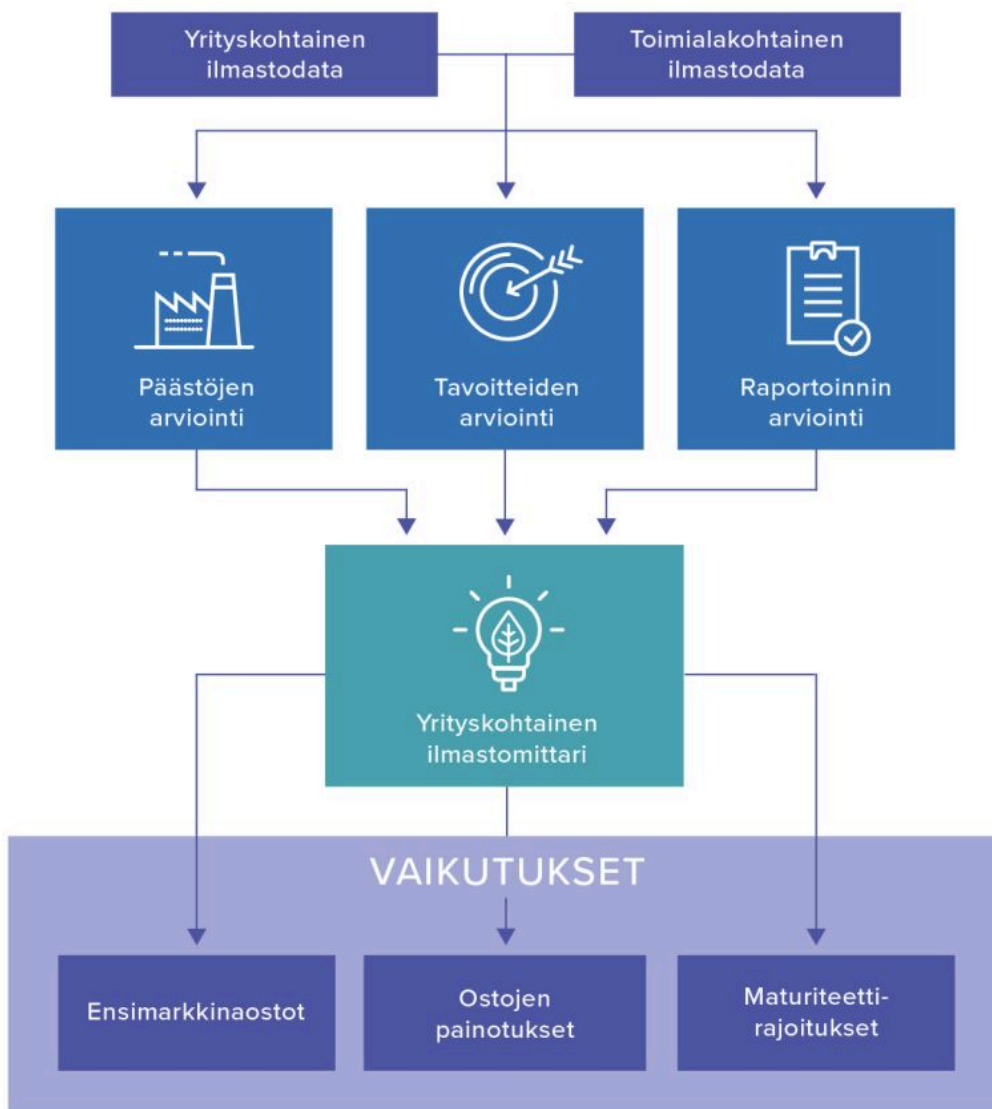 Yrityskohtainen
ilmastodata
Toimialakohtainen
ilmastodata
Päästöjen
arviointi
Tavoitteiden
arviointi
Raportoinnin
arviointi
Yrityskohtainen
ilmastomittari
VAIKUTUKSET
Ensimarkkinaostot
Ostojen
painotukset
Maturiteetti-
rajoitukset